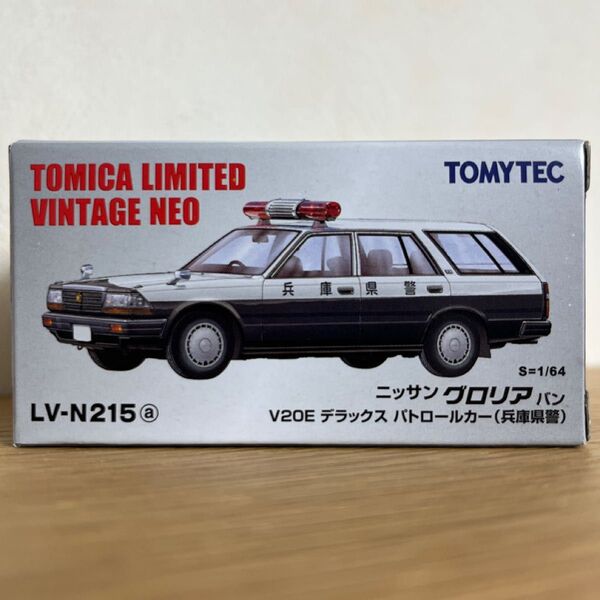 TOMICA LIMITED
VINTAGE NEO
TOMYTEC
兵庫県警
S=1/64
ニッサン グロリア バン
LV-N215 ⓐ
V20E デラックス パトロールカー(兵庫県警)